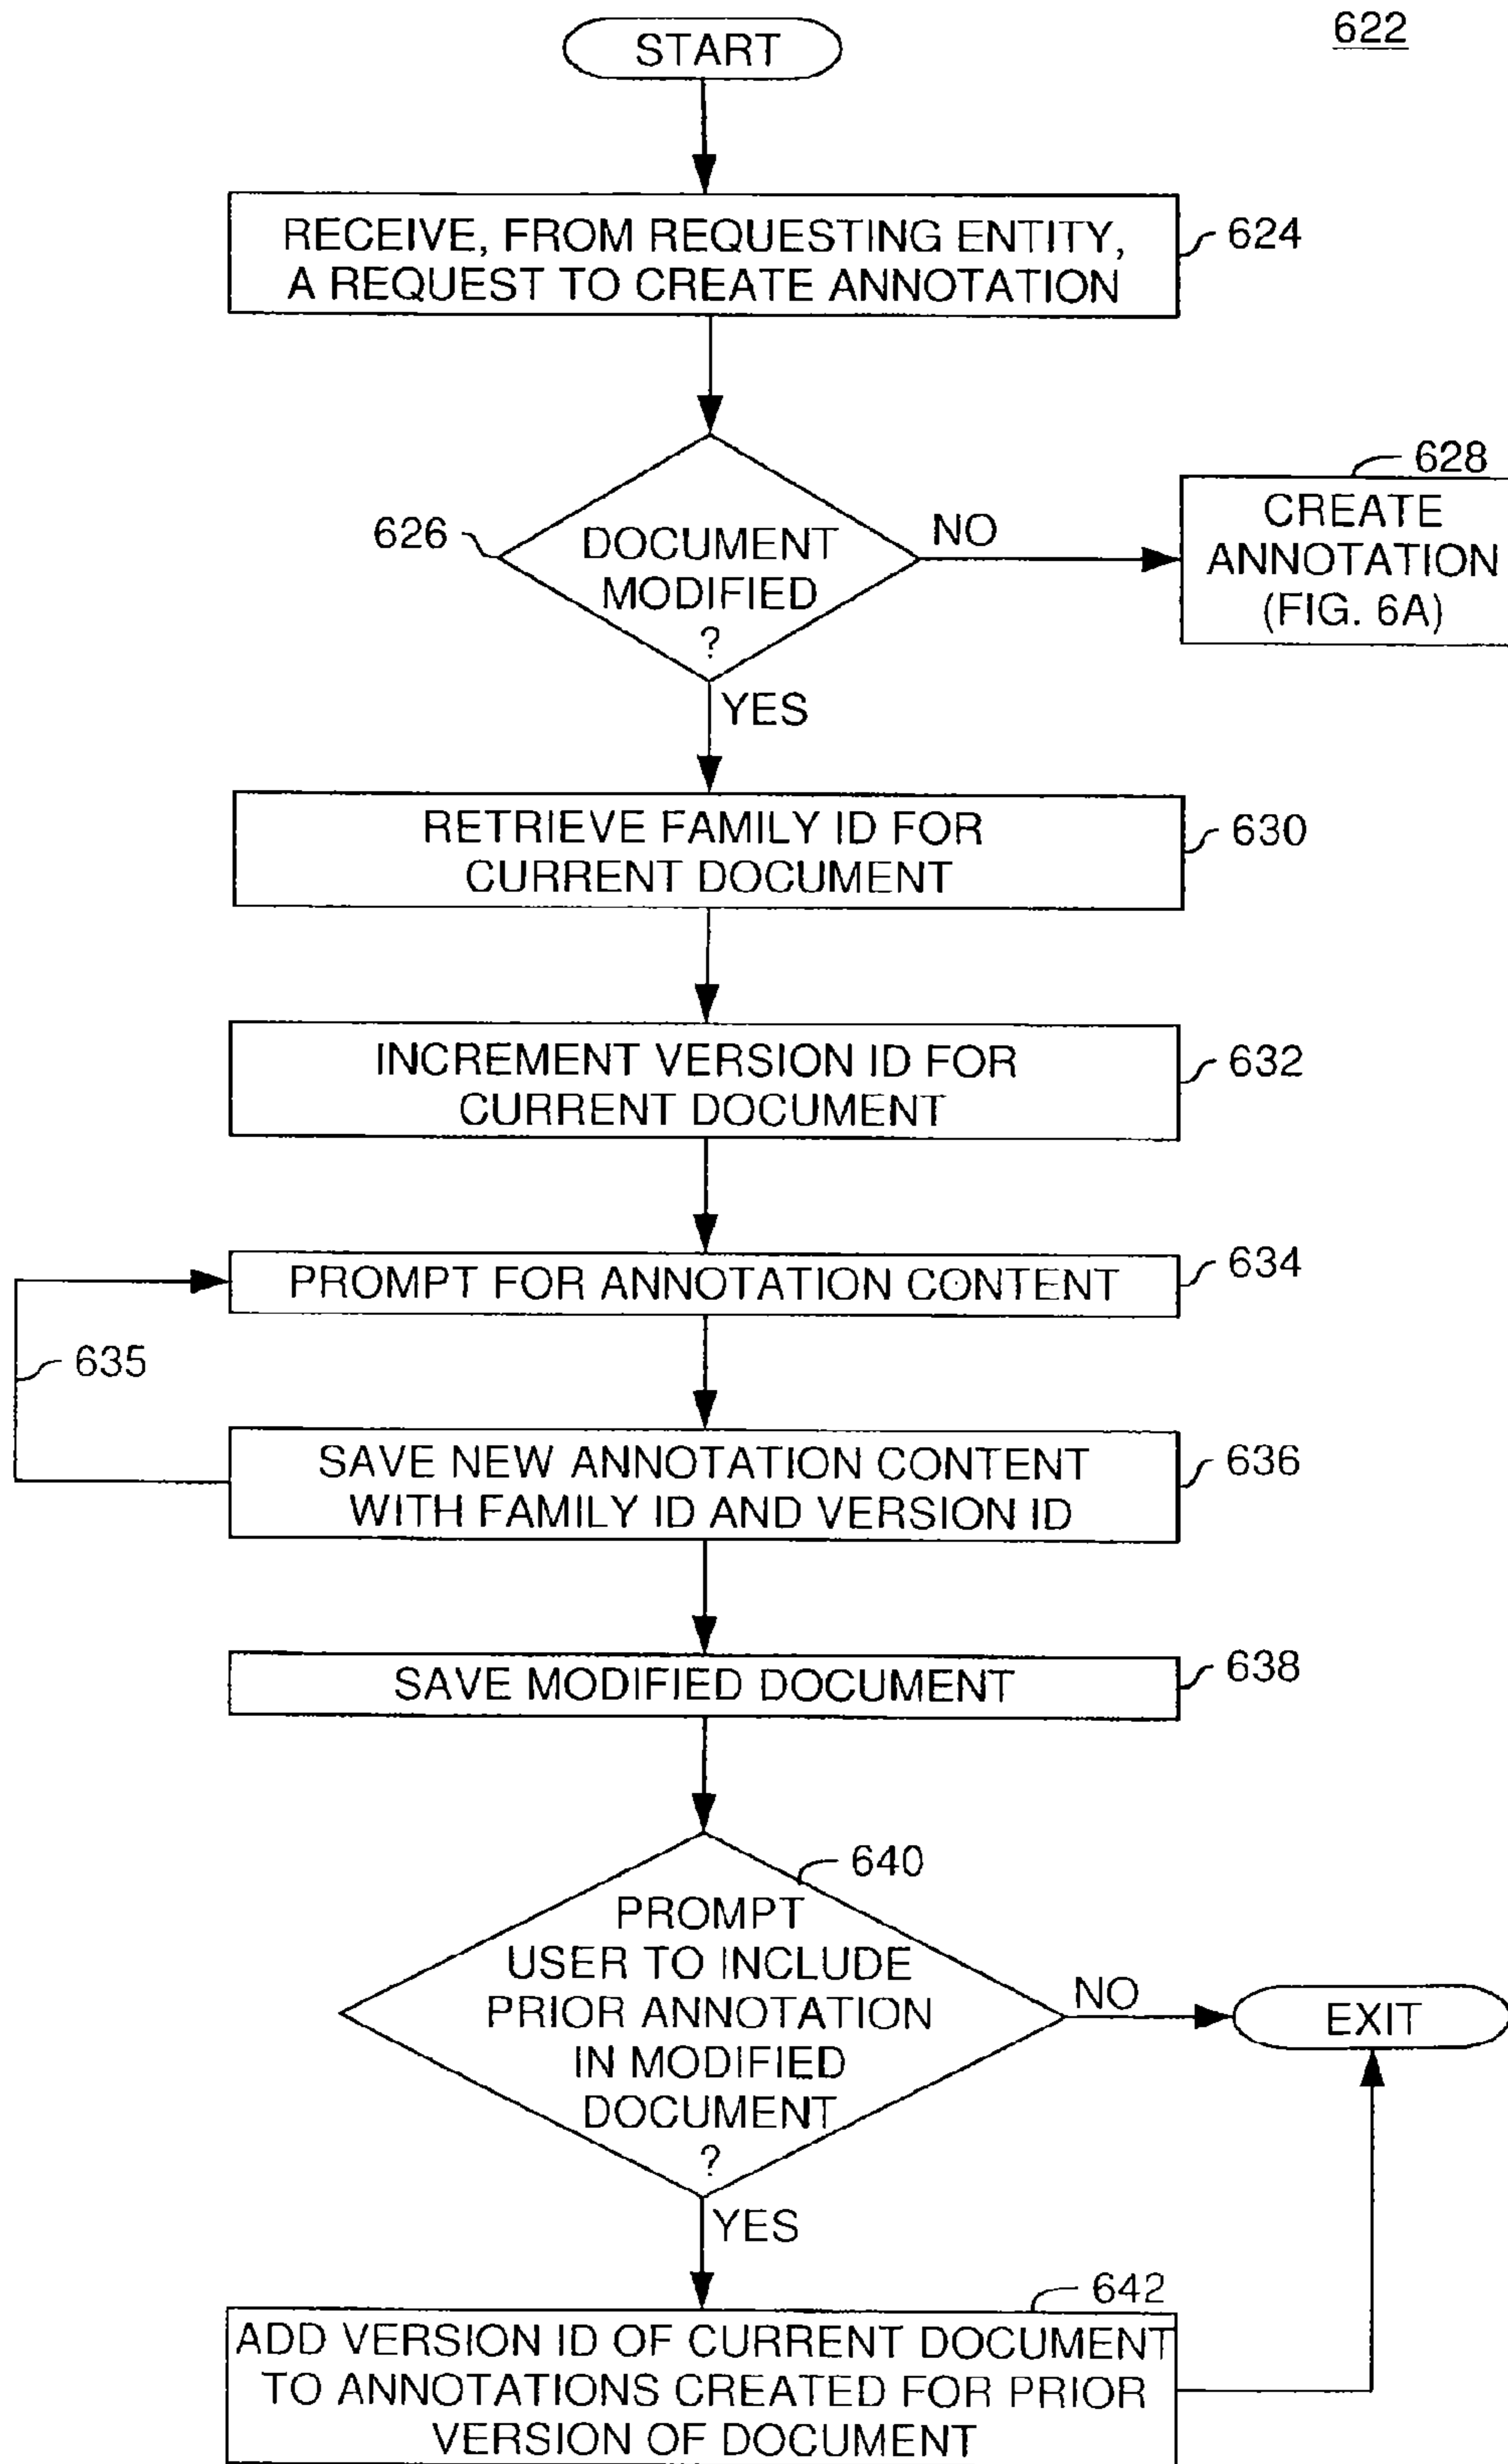 622
START
RECEIVE, FROM REQUESTING ENTITY,
A REQUEST TO CREATE ANNOTATION
624
626
DOCUMENT
MODIFIED
?
NO
628
CREATE
ANNOTATION
(FIG. 6A)
YES
RETRIEVE FAMILY ID FOR
CURRENT DOCUMENT
630
INCREMENT VERSION ID FOR
CURRENT DOCUMENT
632
PROMPT FOR ANNOTATION CONTENT
634
635
SAVE NEW ANNOTATION CONTENT
WITH FAMILY ID AND VERSION ID
636
SAVE MODIFIED DOCUMENT
638
640
PROMPT
USER TO INCLUDE
PRIOR ANNOTATION
IN MODIFIED
DOCUMENT
?
NO
EXIT
YES
642
ADD VERSION ID OF CURRENT DOCUMENT
TO ANNOTATIONS CREATED FOR PRIOR
VERSION OF DOCUMENT